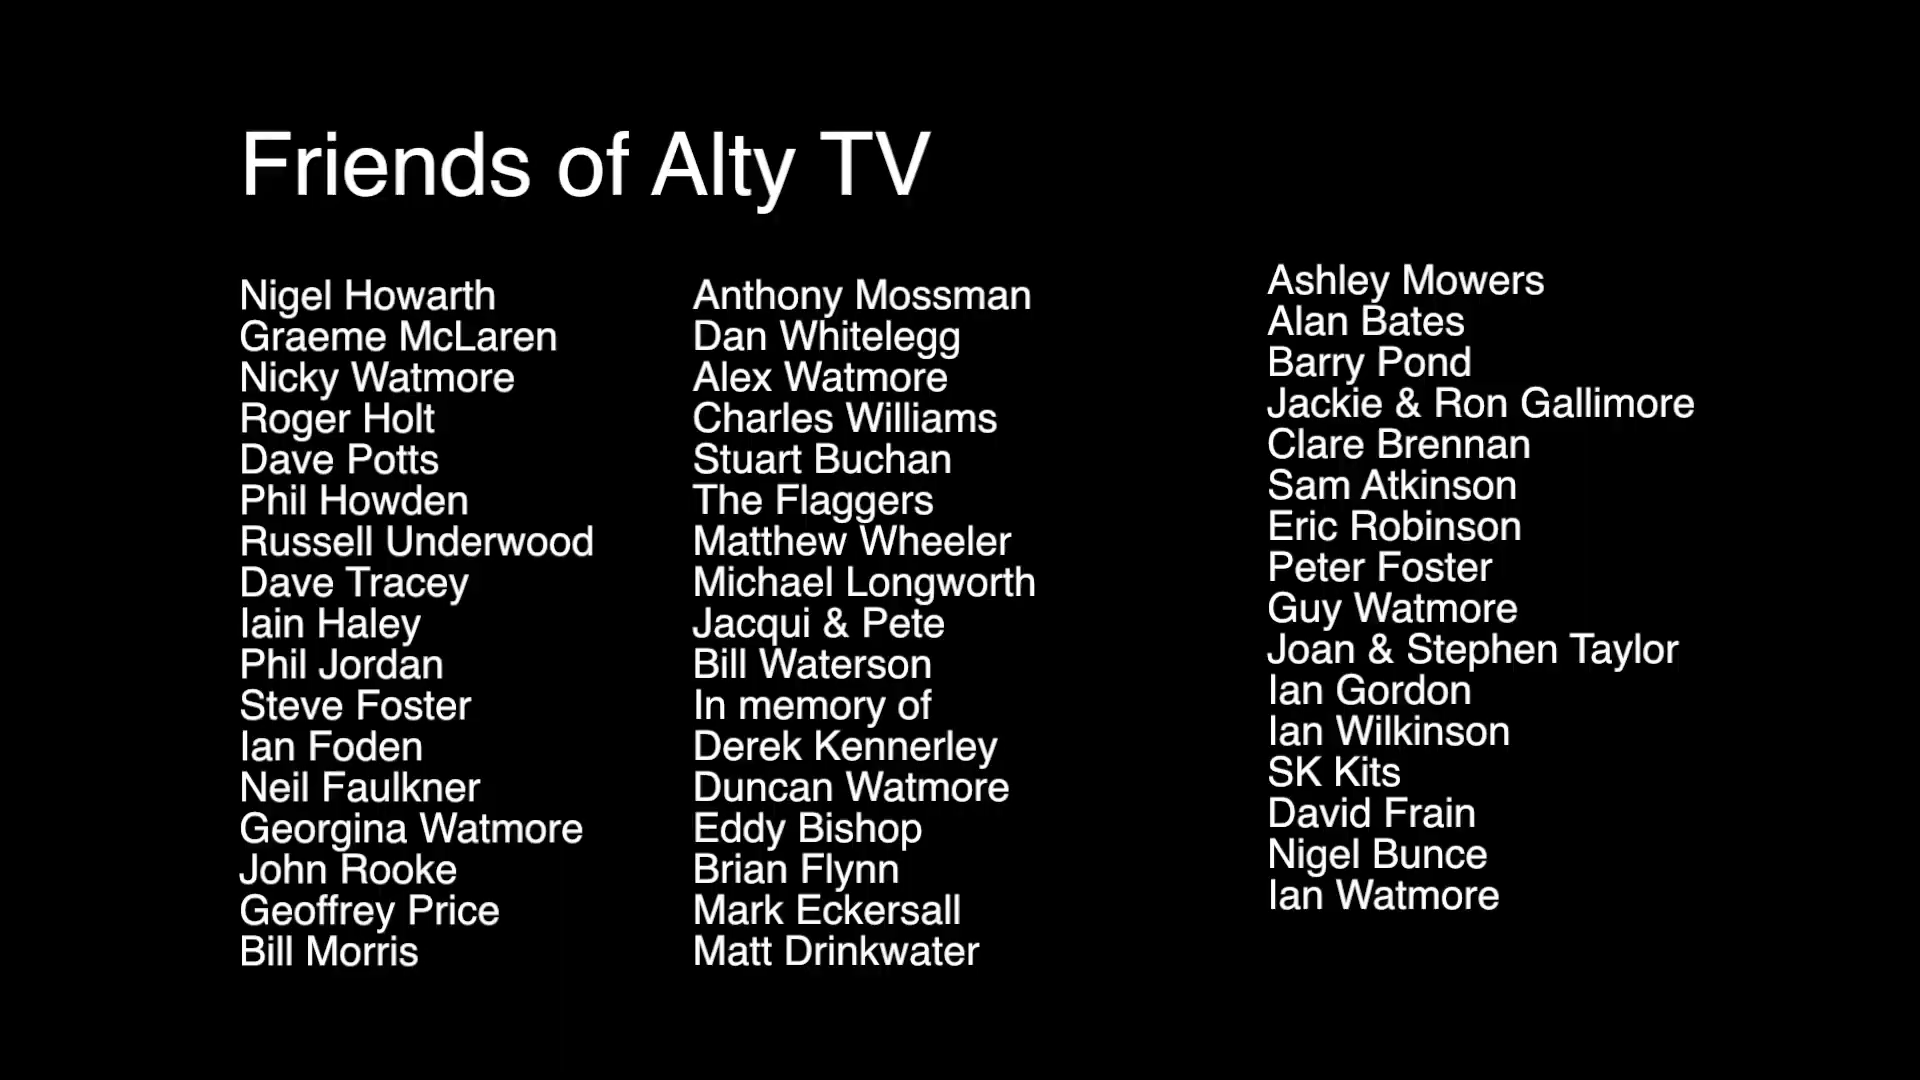 Friends of Alty TV
Nigel Howarth
Graeme McLaren
Nicky Watmore
Roger Holt
Dave Potts
Phil Howden
Russell Underwood
Dave Tracey
Iain Haley
Phil Jordan
Steve Foster
Ian Foden
Neil Faulkner
Georgina Watmore
John Rooke
Geoffrey Price
Bill Morris
Anthony Mossman
Dan Whitelegg
Alex Watmore
Charles Williams
Stuart Buchan
The Flaggers
Matthew Wheeler
Michael Longworth
Jacqui & Pete
Bill Waterson
In memory of
Derek Kennerley
Duncan Watmore
Eddy Bishop
Brian Flynn
Mark Eckersall
Matt Drinkwater
Ashley Mowers
Alan Bates
Barry Pond
Jackie & Ron Gallimore
Clare Brennan
Sam Atkinson
Eric Robinson
Peter Foster
Guy Watmore
Joan & Stephen Taylor
Ian Gordon
Ian Wilkinson
SK Kits
David Frain
Nigel Bunce
Ian Watmore